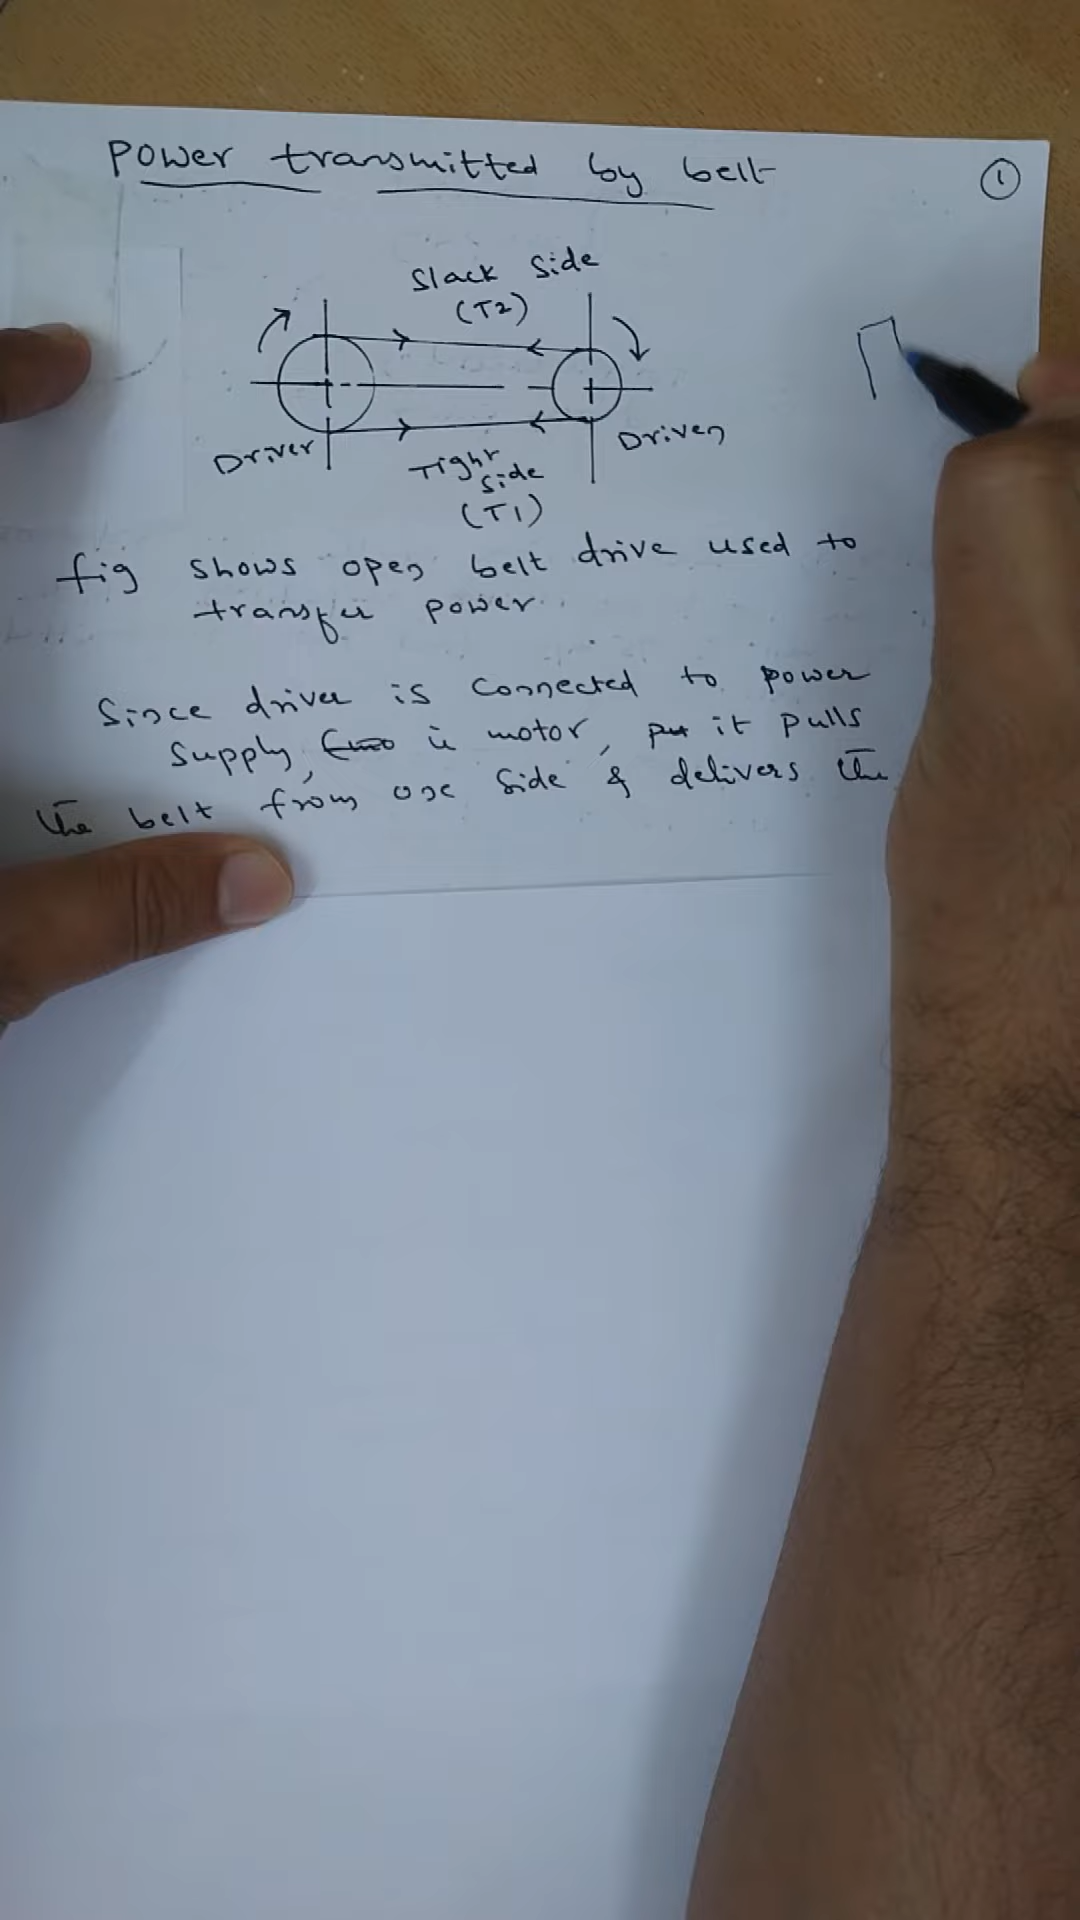 Power transmitted by belt
1
Slack Side
(T2)
Driver
Driven
Tight
Side
(T1)
fig shows open belt drive used to
transfer power.
Since driver is connected to power
Supply, is motor, it pulls
the belt from one side & delivers the